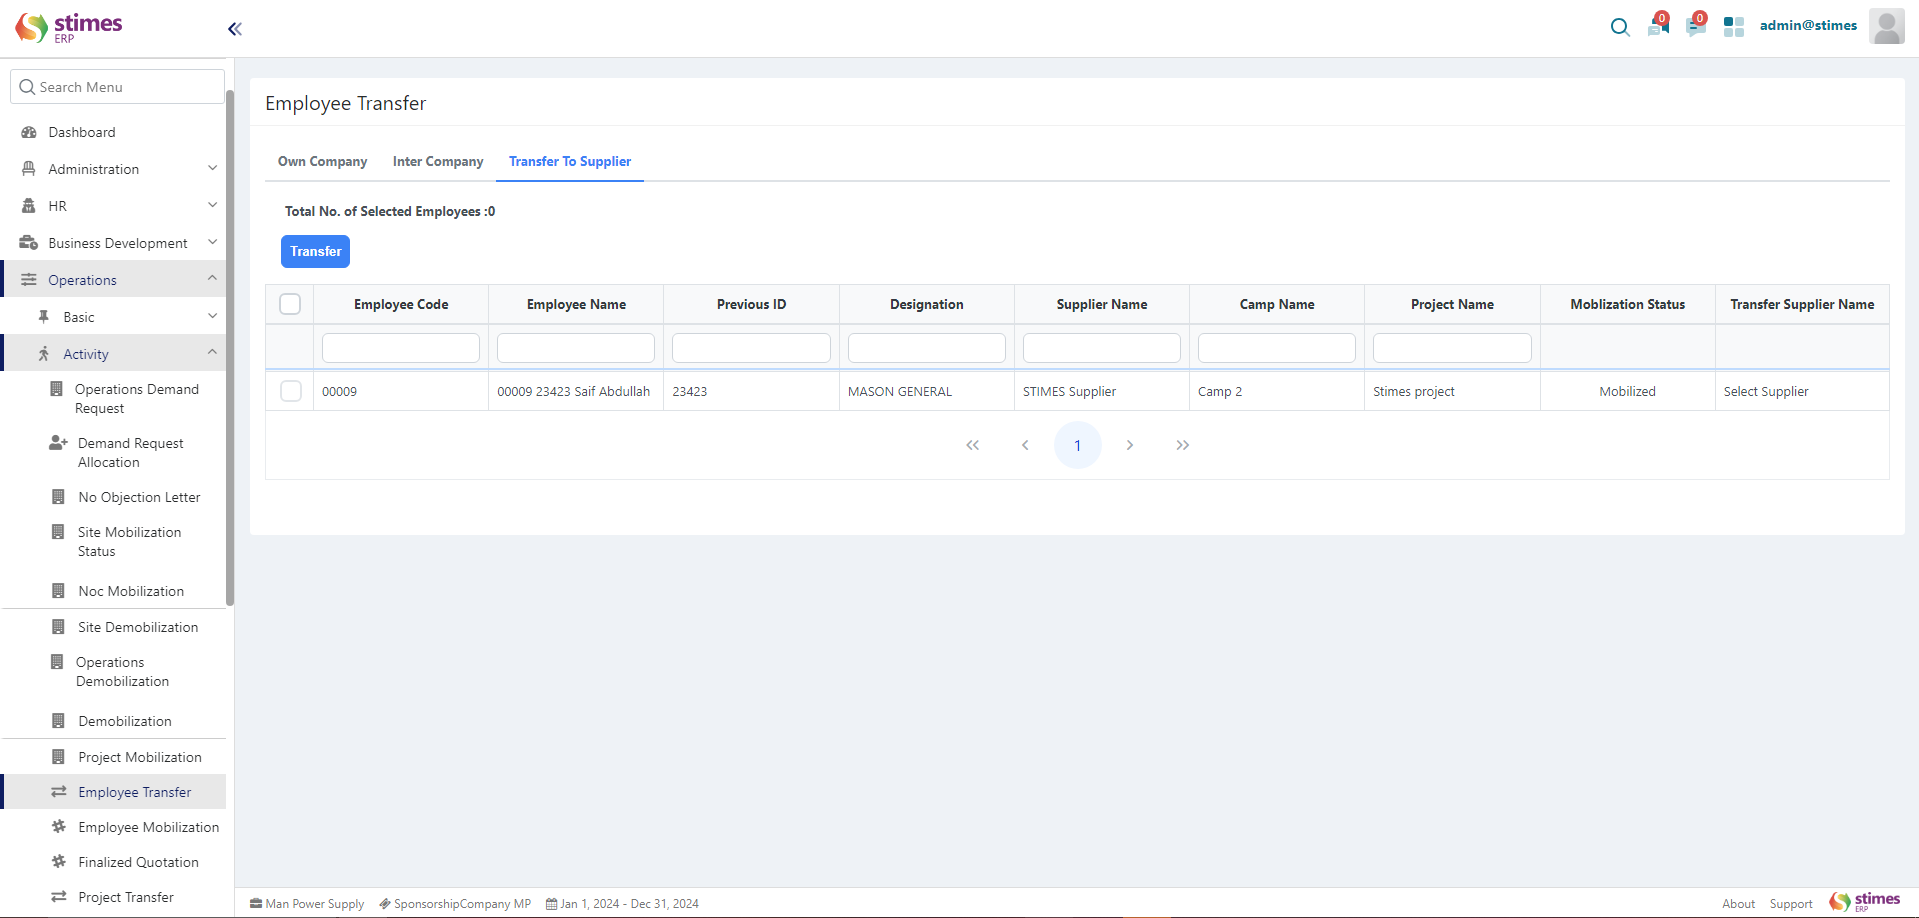 stimes
ERP
0
0
admin@stimes
Search Menu
Dashboard
Administration
HR
Business Development
Operations
Basic
Activity
Operations Demand
Request
Demand Request
Allocation
No Objection Letter
Site Mobilization
Status
Noc Mobilization
Site Demobilization
Operations
Demobilization
Demobilization
Project Mobilization
Employee Transfer
Employee Mobilization
Finalized Quotation
Project Transfer
Employee Transfer
Own Company Inter Company Transfer To Supplier
Total No. of Selected Employees :0
Transfer
Employee Code Employee Name Previous ID Designation Supplier Name Camp Name Project Name Moblization Status Transfer Supplier Name
00009 00009 23423 Saif Abdullah 23423 MASON GENERAL STIMES Supplier Camp 2 Stimes project Mobilized Select Supplier
1
Man Power Supply SponsorshipCompany MP Jan 1, 2024 - Dec 31, 2024
About Support stimes
ERP